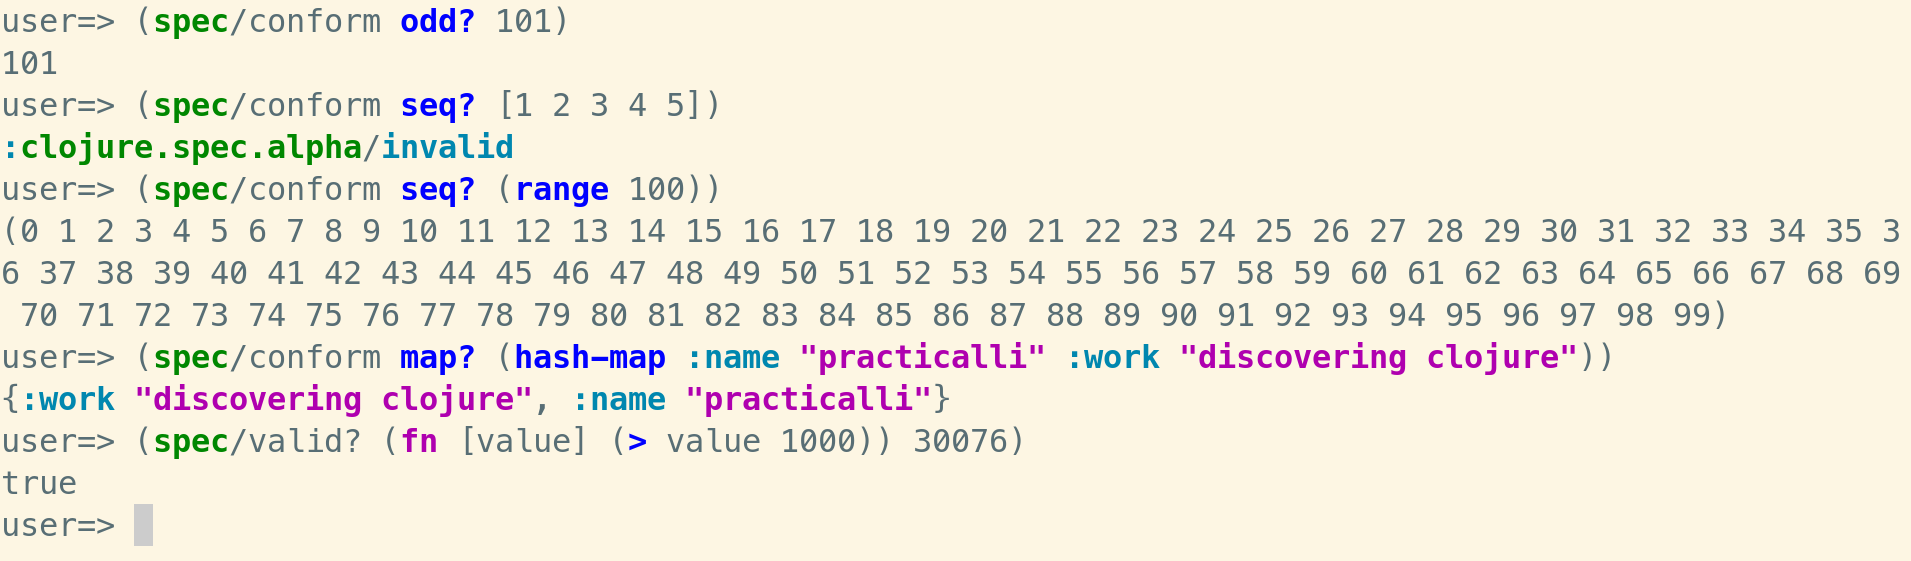 user=> (spec/conform odd? 101)
101
user=> (spec/conform seq? [1 2 3 4 5])
:clojure.spec.alpha/invalid
user=> (spec/conform seq? (range 100))
(0 1 2 3 4 5 6 7 8 9 10 11 12 13 14 15 16 17 18 19 20 21 22 23 24 25 26 27 28 29 30 31 32 33 34 35 3
6 37 38 39 40 41 42 43 44 45 46 47 48 49 50 51 52 53 54 55 56 57 58 59 60 61 62 63 64 65 66 67 68 69
 70 71 72 73 74 75 76 77 78 79 80 81 82 83 84 85 86 87 88 89 90 91 92 93 94 95 96 97 98 99)
user=> (spec/conform map? (hash-map :name "practicalli" :work "discovering clojure"))
{:work "discovering clojure", :name "practicalli"}
user=> (spec/valid? (fn [value] (> value 1000)) 30076)
true
user=>